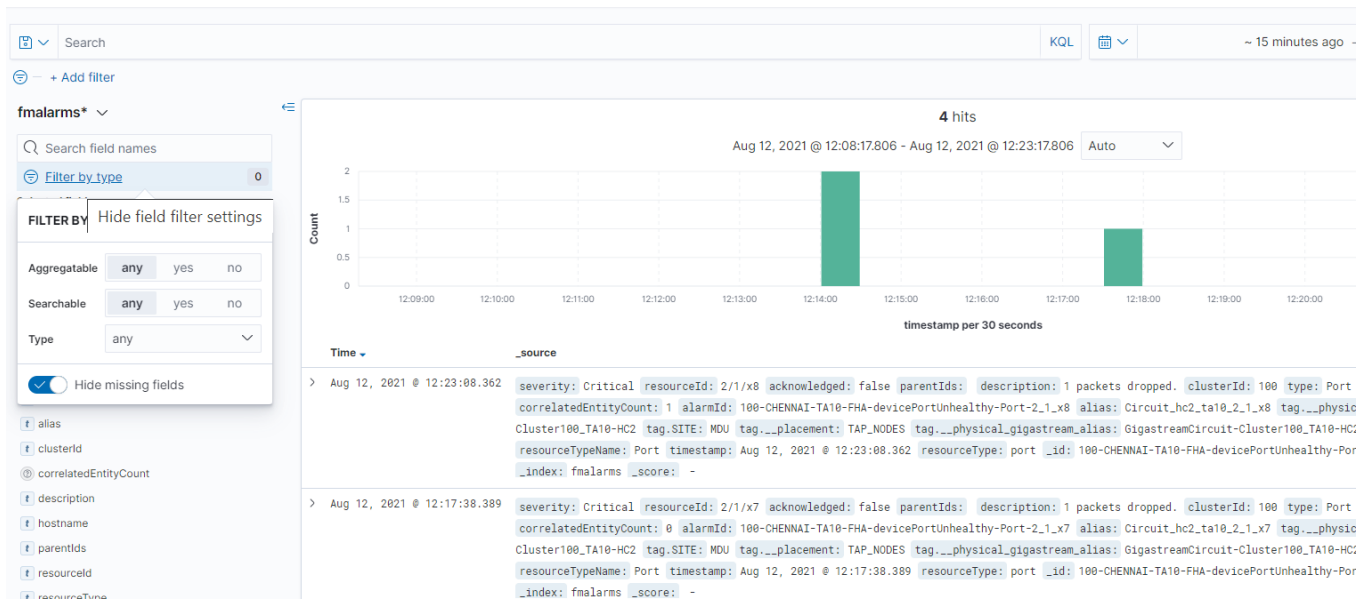 Search
KQL
~ 15 minutes ago
+ Add filter
fmalarms*
Search field names
Filter by type 0
FILTER BY
Hide field filter settings
Aggregatable any yes no
Searchable any yes no
Type any
Hide missing fields
t alias
t clusterId
correlatedEntityCount
t description
t hostname
t parentIds
t resourceId
t resourceType
4 hits
Aug 12, 2021 @ 12:08:17.806 - Aug 12, 2021 @ 12:23:17.806 Auto
Count
2
1.5
1
0.5
0
12:09:00 12:10:00 12:11:00 12:12:00 12:13:00 12:14:00 12:15:00 12:16:00 12:17:00 12:18:00 12:19:00 12:20:00
timestamp per 30 seconds
Time _source
Aug 12, 2021 @ 12:23:08.362 severity: Critical resourceId: 2/1/x8 acknowledged: false parentIds: description: 1 packets dropped. clusterId: 100 type: Port
correlatedEntityCount: 1 alarmId: 100-CHENNAI-TA10-FHA-devicePortUnhealthy-Port-2_1_x8 alias: Circuit_hc2_ta10_2_1_x8 tag.__physic
Cluster100_TA10-HC2 tag.SITE: MDU tag.__placement: TAP_NODES tag.__physical_gigastream_alias: GigastreamCircuit-Cluster100_TA10-HC2
resourceTypeName: Port timestamp: Aug 12, 2021 @ 12:23:08.362 resourceType: port _id: 100-CHENNAI-TA10-FHA-devicePortUnhealthy-Por
_index: fmalarms _score: -
Aug 12, 2021 @ 12:17:38.389 severity: Critical resourceId: 2/1/x7 acknowledged: false parentIds: description: 1 packets dropped. clusterId: 100 type: Port
correlatedEntityCount: 0 alarmId: 100-CHENNAI-TA10-FHA-devicePortUnhealthy-Port-2_1_x7 alias: Circuit_hc2_ta10_2_1_x7 tag.__physic
Cluster100_TA10-HC2 tag.SITE: MDU tag.__placement: TAP_NODES tag.__physical_gigastream_alias: GigastreamCircuit-Cluster100_TA10-HC2
resourceTypeName: Port timestamp: Aug 12, 2021 @ 12:17:38.389 resourceType: port _id: 100-CHENNAI-TA10-FHA-devicePortUnhealthy-Por
_index: fmalarms _score: -